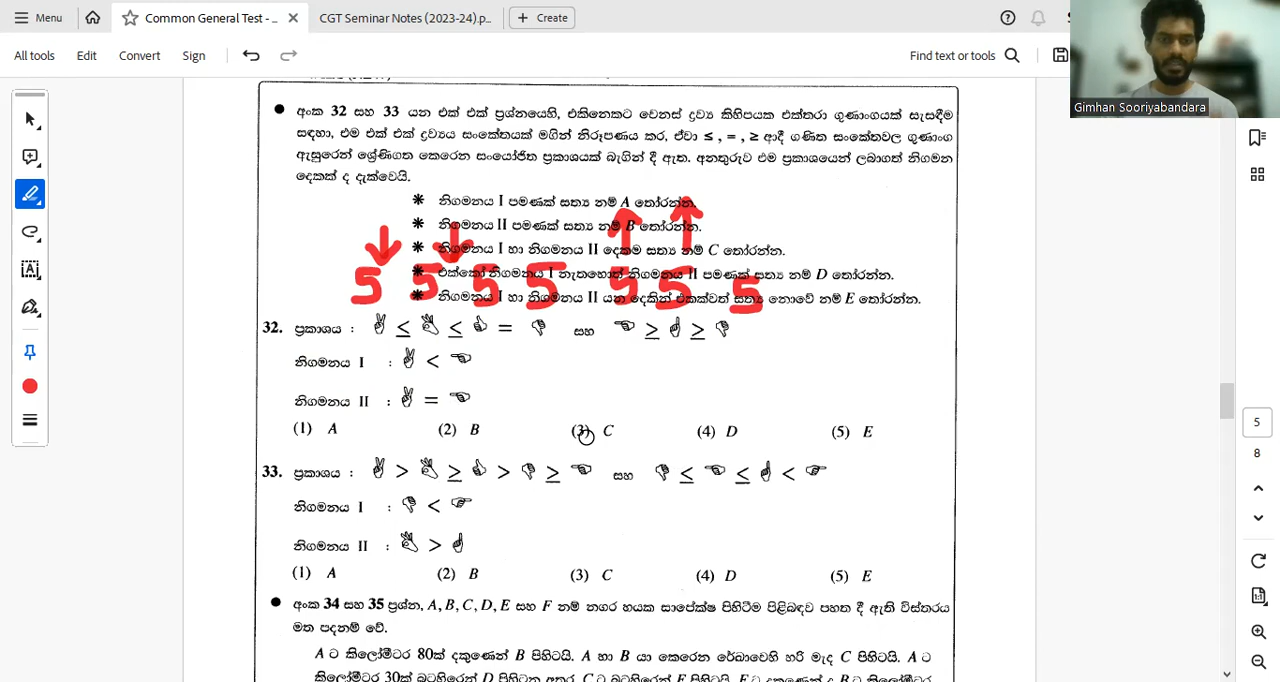 Menu Common General Test - ... CGT Seminar Notes (2023-24).p... Create
All tools Edit Convert Sign Find text or tools
Gimhan Sooriyabandara
● අංක 32 සහ 33 යන එක් එක් ප්‍රශ්නයෙහි, එකිනෙකට වෙනස් ද්‍රව්‍ය කිහිපයක එක්තරා ගුණාංගයක් සැසඳීම
සඳහා, එම එක් එක් ද්‍රව්‍යය සංකේතයක් මගින් නිරූපණය කර, ඒවා ≤ , = , ≥ ආදී ගණිත සංකේතවල ගුණාංග
ඇසුරෙන් ශ්‍රේණිගත කෙරෙන සංයෝජිත ප්‍රකාශයක් බැගින් දී ඇත. අනතුරුව එම ප්‍රකාශයෙන් ලබාගත් නිගමන
දෙකක් ද දැක්වෙයි.
* නිගමනය I පමණක් සත්‍ය නම් A තෝරන්න.
* නිගමනය II පමණක් සත්‍ය නම් B තෝරන්න.
* නිගමනය I හා නිගමනය II දෙකම සත්‍ය නම් C තෝරන්න.
* එක්කෝ නිගමනය I නැතහොත් නිගමනය II පමණක් සත්‍ය නම් D තෝරන්න.
* නිගමනය I හා නිගමනය II යන දෙකින් එකක්වත් සත්‍ය නොවේ නම් E තෝරන්න.
5 5 5 5 5 5 5
32. ප්‍රකාශය : ✌ ≤ 👌 ≤ 👍 = 👎 සහ ☜ ≥ ☝ ≥ 👎
නිගමනය I : ✌ < ☜
නිගමනය II : ✌ = ☜
(1) A (2) B (3) C (4) D (5) E
33. ප්‍රකාශය : ✌ > 👌 ≥ 👍 > 👎 ≥ ☜ සහ 👎 ≤ ☜ ≤ ☝ < ☞
නිගමනය I : 👎 < ☞
නිගමනය II : 👌 > ☝
(1) A (2) B (3) C (4) D (5) E
● අංක 34 සහ 35 ප්‍රශ්න, A, B, C, D, E සහ F නම් නගර හයක සාපේක්ෂ පිහිටීම පිළිබඳව පහත දී ඇති විස්තරය
මත පදනම් වේ.
A ට කිලෝමීටර 80ක් දකුණෙන් B පිහිටයි. A හා B යා කෙරෙන රේඛාවෙහි හරි මැද C පිහිටයි. A ට
කිලෝමීටර 30ක් බටහිරෙන් D පිහිටන අතර, C ට බටහිරෙන් E පිහිටයි.
5
8